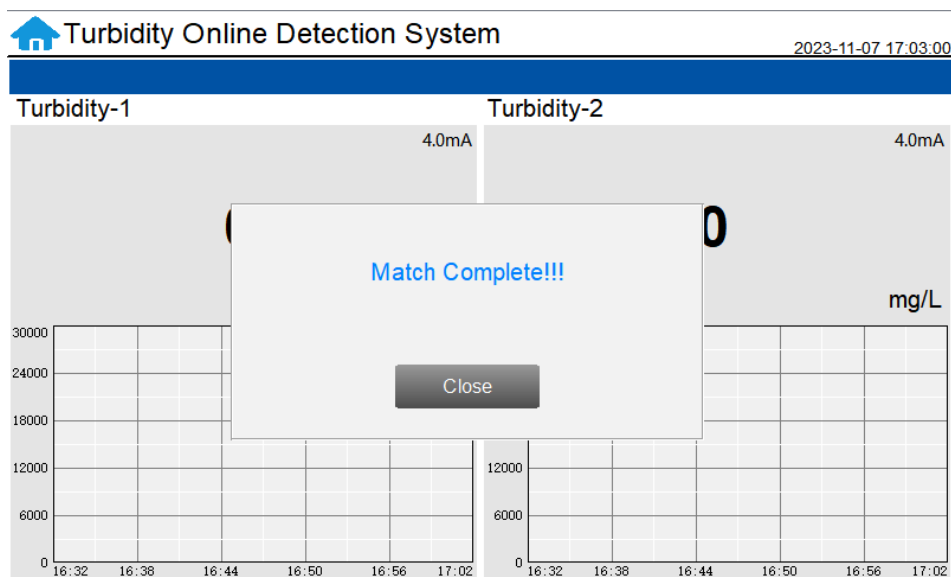 Turbidity Online Detection System
2023-11-07 17:03:00
Turbidity-1
Turbidity-2
4.0mA
4.0mA
0
Match Complete!!!
mg/L
Close
30000
24000
18000
12000
6000
0
16:32 16:38 16:44 16:50 16:56 17:02
12000
6000
0
16:32 16:38 16:44 16:50 16:56 17:02